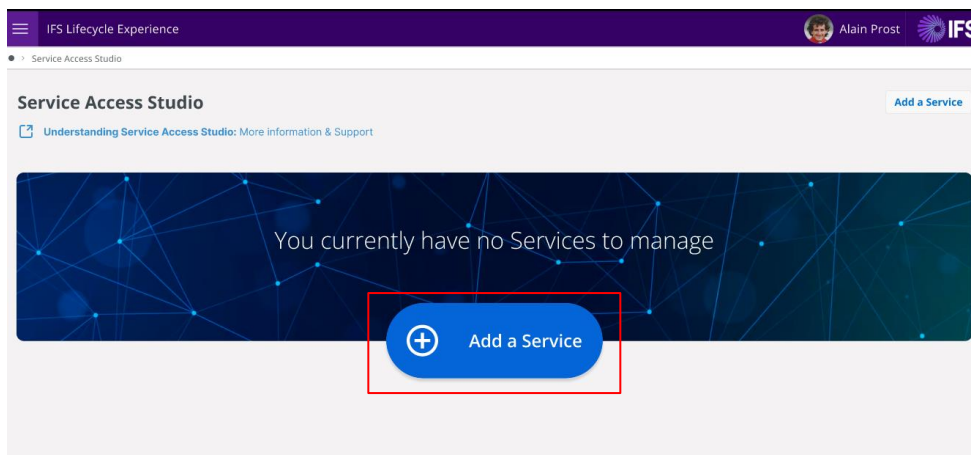 IFS Lifecycle Experience
Alain Prost
IFS
Service Access Studio
Service Access Studio
Add a Service
Understanding Service Access Studio: More information & Support
You currently have no Services to manage
Add a Service